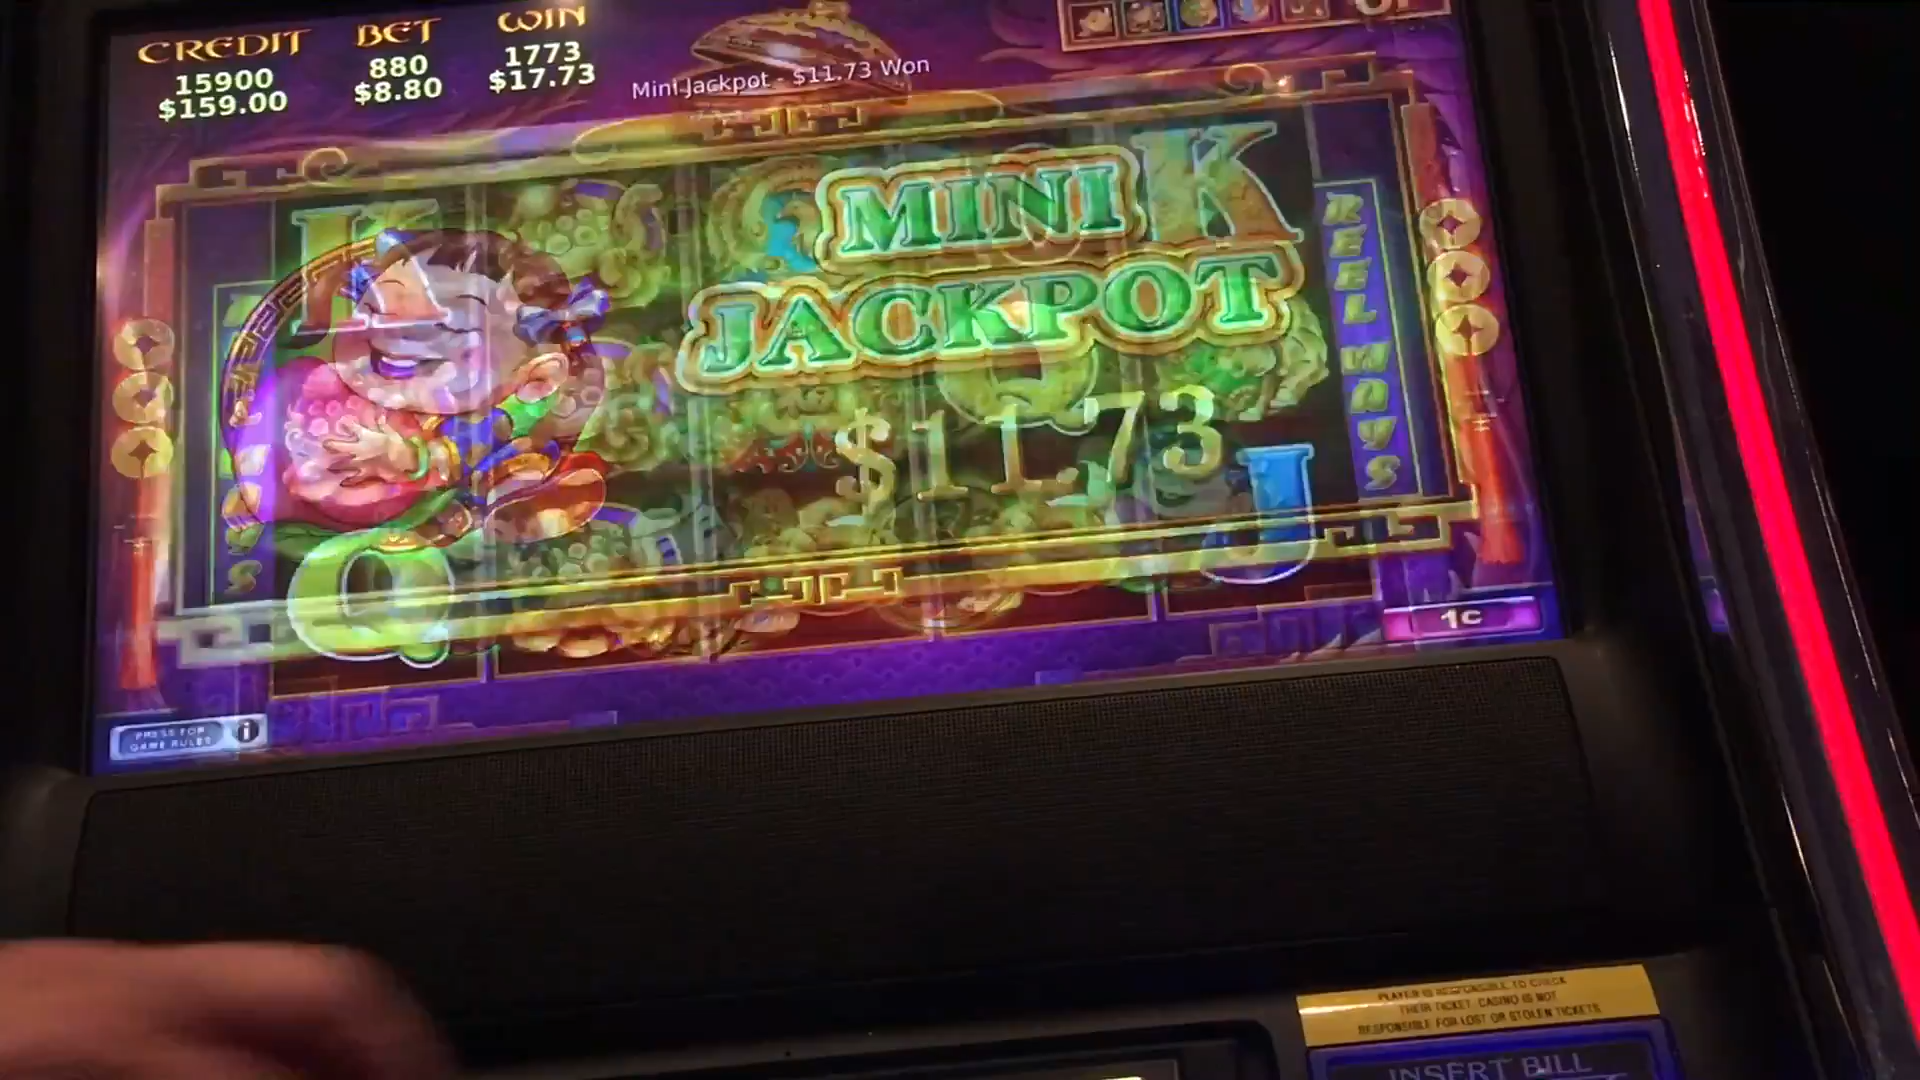 CREDIT
15900
$159.00
BET
880
$8.80
WIN
1773
$17.73
Mini Jackpot - $11.73 Won
K
K
MINI
JACKPOT
$11.73
Q
Q
J
REEL WAYS
1c
PRESS FOR
GAME RULES
i
PLAYER IS RESPONSIBLE TO CHECK
THEIR TICKET. CASINO IS NOT
RESPONSIBLE FOR LOST OR STOLEN TICKETS.
INSERT BILL